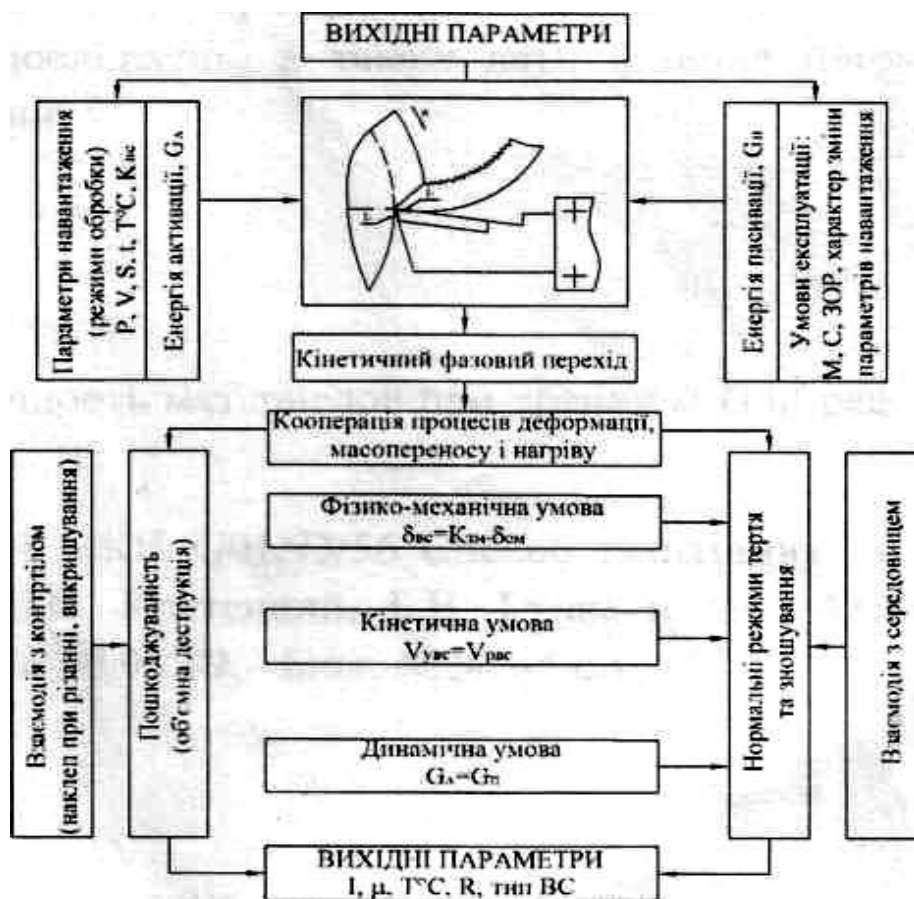 ВИХІДНІ ПАРАМЕТРИ
Параметри навантаження
(режими обробки)
P, V, S, t, T°C, Kвс
Енергія активації, GА
Енергія пасивації, GП
Умови експлуатації:
М, С, ЗОР, характер зміни
параметрів навантаження
Кінетичний фазовий перехід
Кооперація процесів деформації,
масопереносу і нагріву
Взаємодія з контртілом
(наклеп при різанні, викришування)
Пошкоджуваність
(об'ємна деструкція)
Фізико-механічна умова
δвс=Kзм·δом
Кінетична умова
Vувс=Vрвс
Динамічна умова
GА=GП
Нормальні режими тертя
та зношування
Взаємодія з середовищем
ВИХІДНІ ПАРАМЕТРИ
I, μ, T°C, R, тип ВС